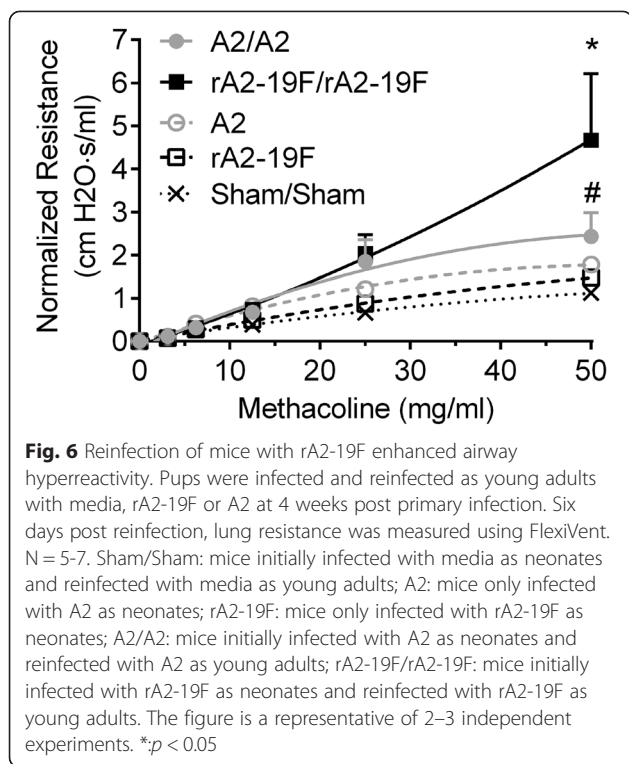 7
6
5
4
3
2
1
0
Normalized Resistance
(cm H2O·s/ml)
A2/A2
rA2-19F/rA2-19F
A2
rA2-19F
Sham/Sham
*
#
0 10 20 30 40 50
Methacoline (mg/ml)
Fig. 6 Reinfection of mice with rA2-19F enhanced airway
hyperreactivity. Pups were infected and reinfected as young adults
with media, rA2-19F or A2 at 4 weeks post primary infection. Six
days post reinfection, lung resistance was measured using FlexiVent.
N = 5-7. Sham/Sham: mice initially infected with media as neonates
and reinfected with media as young adults; A2: mice only infected
with A2 as neonates; rA2-19F: mice only infected with rA2-19F as
neonates; A2/A2: mice initially infected with A2 as neonates and
reinfected with A2 as young adults; rA2-19F/rA2-19F: mice initially
infected with rA2-19F as neonates and reinfected with rA2-19F as
young adults. The figure is a representative of 2–3 independent
experiments. *:p < 0.05